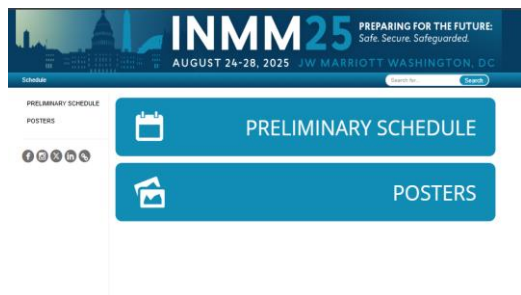 INMM25
PREPARING FOR THE FUTURE:
Safe. Secure. Safeguarded.
AUGUST 24-28, 2025 JW MARRIOTT WASHINGTON, DC
Schedule
Search for...
Search
PRELIMINARY SCHEDULE
POSTERS
PRELIMINARY SCHEDULE
POSTERS